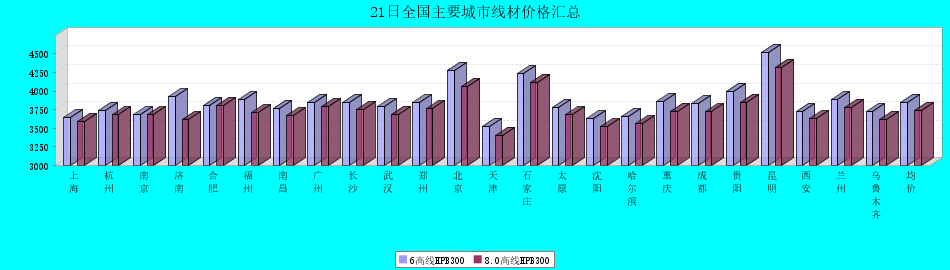 21日全国主要城市线材价格汇总
4500
4250
4000
3750
3500
3250
3000
上海 杭州 南京 济南 合肥 福州 南昌 广州 长沙 武汉 郑州 北京 天津 石家庄 太原 沈阳 哈尔滨 重庆 成都 贵阳 昆明 西安 兰州 乌鲁木齐 均价
6高线HPB300 8.0高线HPB300